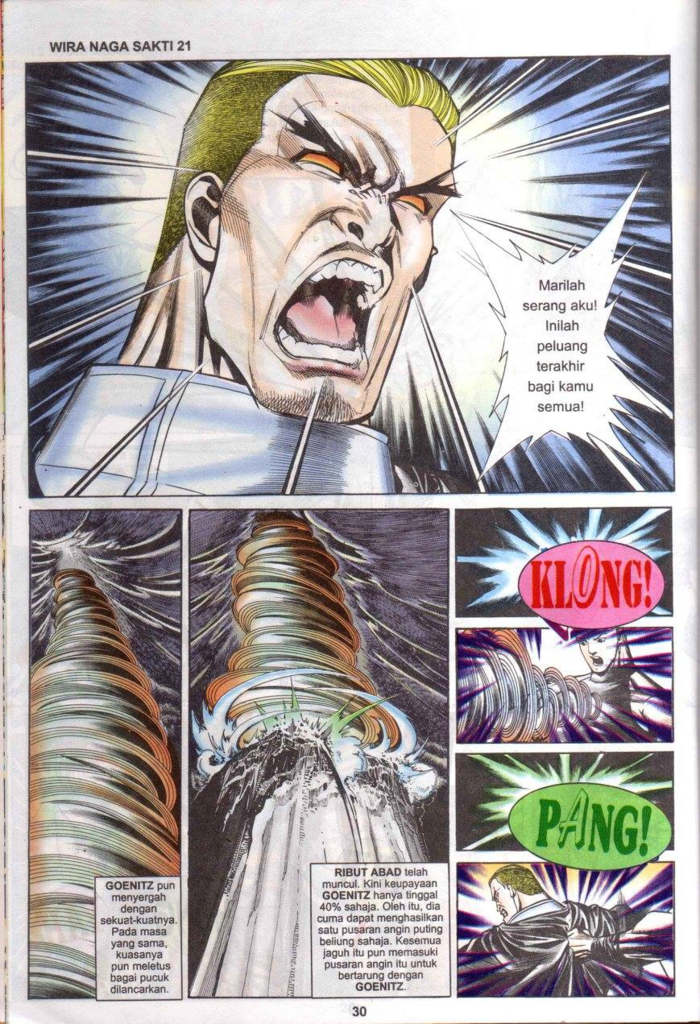 WIRA NAGA SAKTI 21
Marilah
serang aku!
Inilah
peluang
terakhir
bagi kamu
semua!
KLONG!
PANG!
GOENITZ pun
menyergah
dengan
sekuat-kuatnya.
Pada masa
yang sama,
kuasanya
pun meletus
bagai pucuk
dilancarkan.
RIBUT ABAD telah
muncul. Kini keupayaan
GOENITZ hanya tinggal
40% sahaja. Oleh itu, dia
cuma dapat menghasilkan
satu pusaran angin puting
beliung sahaja. Kesemua
jaguh itu pun memasuki
pusaran angin itu untuk
bertarung dengan
GOENITZ.
30